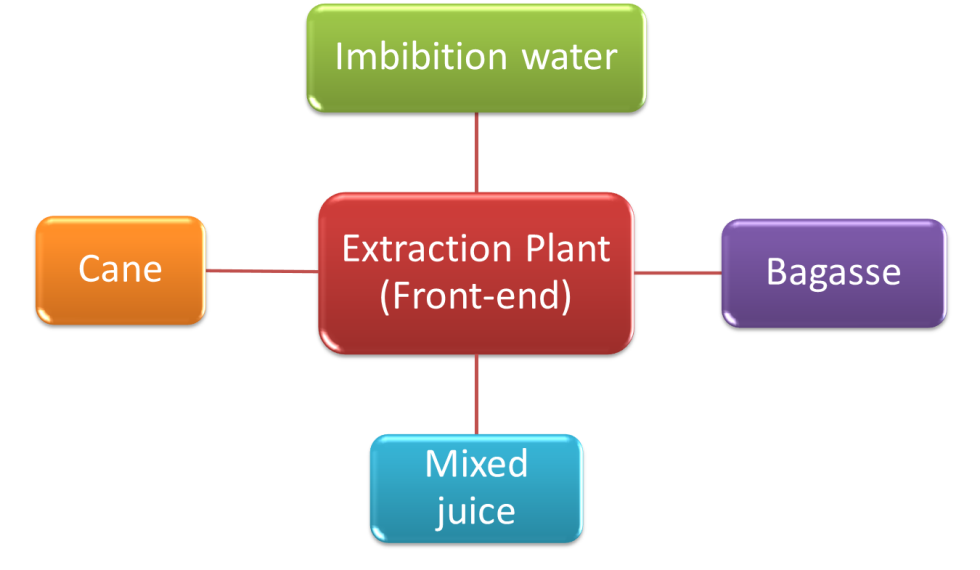 Imbibition water
Cane
Extraction Plant
(Front-end)
Bagasse
Mixed
juice